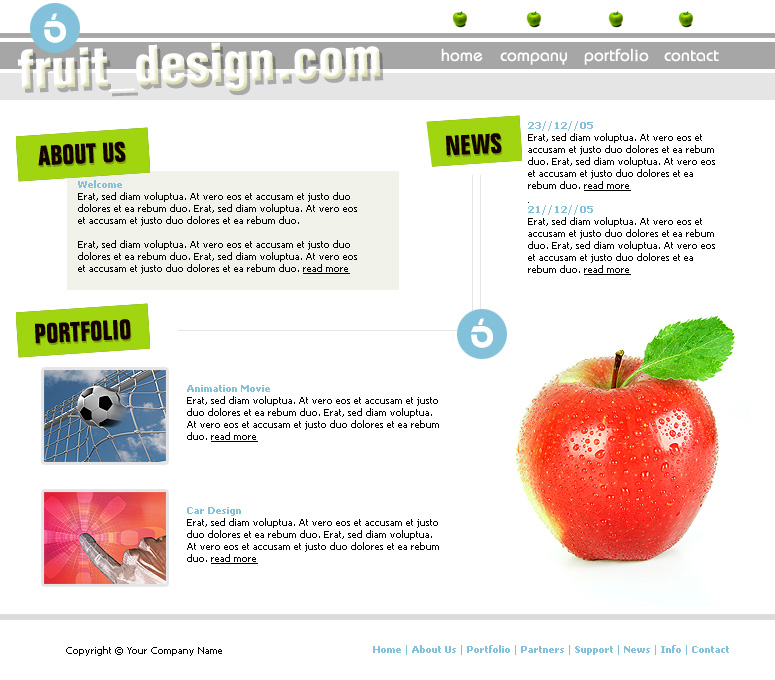 fruit_design.com
home company portfolio contact
ABOUT US
Welcome
Erat, sed diam voluptua. At vero eos et accusam et justo duo
dolores et ea rebum duo. Erat, sed diam voluptua. At vero eos
et accusam et justo duo dolores et ea rebum duo.
Erat, sed diam voluptua. At vero eos et accusam et justo duo
dolores et ea rebum duo. Erat, sed diam voluptua. At vero eos
et accusam et justo duo dolores et ea rebum duo. read more
NEWS
23//12//05
Erat, sed diam voluptua. At vero eos et
accusam et justo duo dolores et ea rebum
duo. Erat, sed diam voluptua. At vero eos
et accusam et justo duo dolores et ea
rebum duo. read more
.
21//12//05
Erat, sed diam voluptua. At vero eos et
accusam et justo duo dolores et ea rebum
duo. Erat, sed diam voluptua. At vero eos
et accusam et justo duo dolores et ea
rebum duo. read more
PORTFOLIO
Animation Movie
Erat, sed diam voluptua. At vero eos et accusam et justo
duo dolores et ea rebum duo. Erat, sed diam voluptua.
At vero eos et accusam et justo duo dolores et ea rebum
duo. read more
Car Design
Erat, sed diam voluptua. At vero eos et accusam et justo
duo dolores et ea rebum duo. Erat, sed diam voluptua.
At vero eos et accusam et justo duo dolores et ea rebum
duo. read more
Copyright © Your Company Name
Home | About Us | Portfolio | Partners | Support | News | Info | Contact